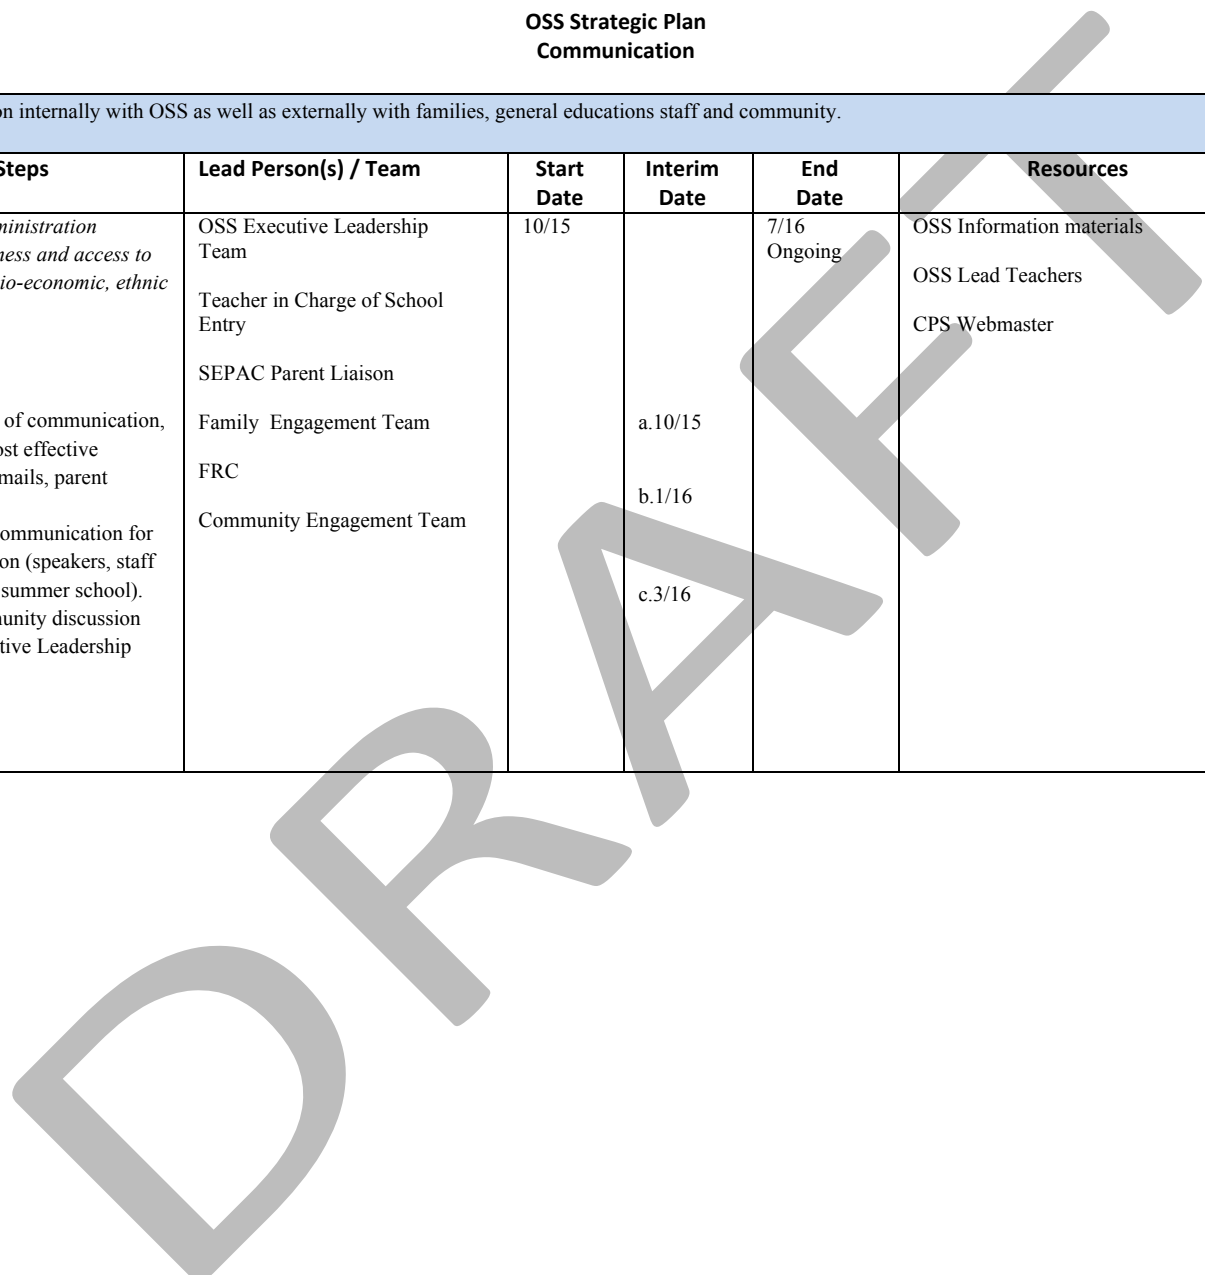 OSS Strategic Plan
Communication
on internally with OSS as well as externally with families, general educations staff and community.
Steps
Lead Person(s) / Team
Start
Date
Interim
Date
End
Date
Resources
ministration
ness and access to
io-economic, ethnic
of communication,
ost effective
mails, parent
ommunication for
on (speakers, staff
summer school).
unity discussion
tive Leadership
OSS Executive Leadership
Team
Teacher in Charge of School
Entry
SEPAC Parent Liaison
Family Engagement Team
FRC
Community Engagement Team
10/15
a.10/15
b.1/16
c.3/16
7/16
Ongoing
OSS Information materials
OSS Lead Teachers
CPS Webmaster
DRAFT